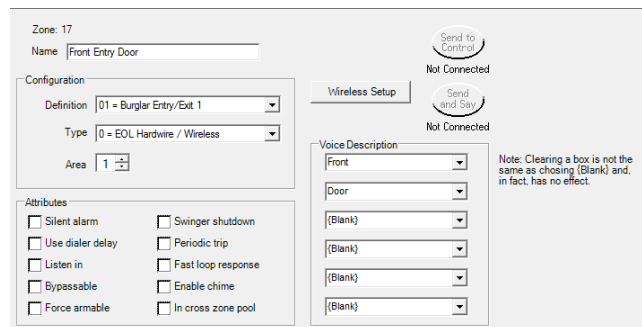 Zone: 17
Name Front Entry Door
Send to
Control
Not Connected
Configuration
Definition 01 = Burglar Entry/Exit 1
Type 0 = EOL Hardwire / Wireless
Area 1
Wireless Setup
Send
and Say
Not Connected
Voice Description
Front
Door
{Blank}
{Blank}
{Blank}
{Blank}
Note: Clearing a box is not the
same as chosing {Blank} and,
in fact, has no effect.
Attributes
Silent alarm Swinger shutdown
Use dialer delay Periodic trip
Listen in Fast loop response
Bypassable Enable chime
Force armable In cross zone pool